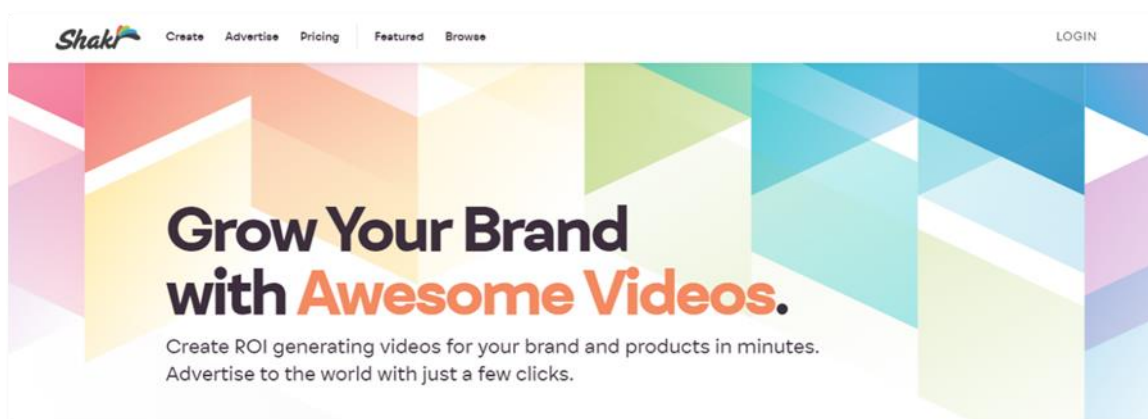 Shakr
Create Advertise Pricing Featured Browse LOGIN
Grow Your Brand
with Awesome Videos.
Create ROI generating videos for your brand and products in minutes.
Advertise to the world with just a few clicks.